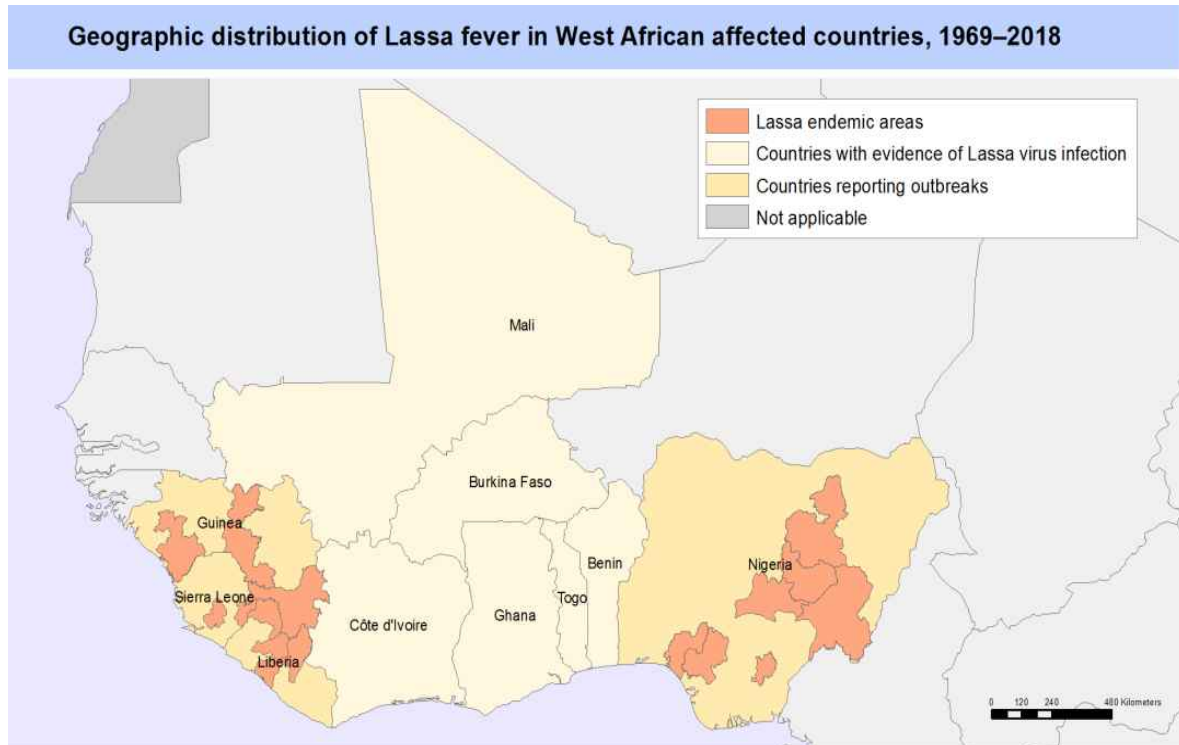 Geographic distribution of Lassa fever in West African affected countries, 1969–2018
Lassa endemic areas
Countries with evidence of Lassa virus infection
Countries reporting outbreaks
Not applicable
Mali
Burkina Faso
Guinea
Benin
Nigeria
Sierra Leone
Togo
Ghana
Côte d'Ivoire
Liberia
0 120 240 480 Kilometers